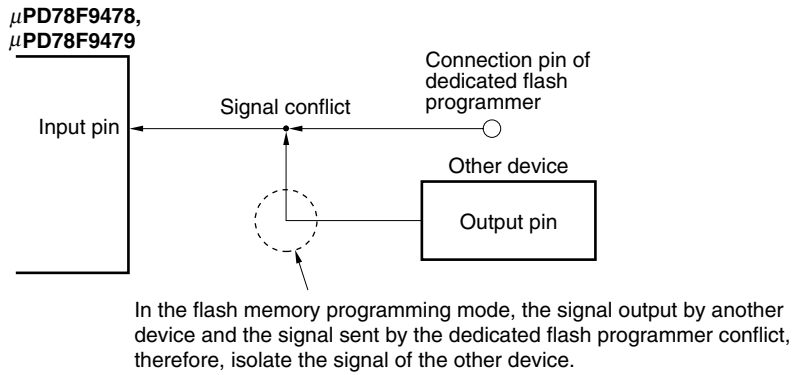 μPD78F9478,
μPD78F9479
Connection pin of
dedicated flash
programmer
Signal conflict
Input pin
Other device
Output pin
In the flash memory programming mode, the signal output by another
device and the signal sent by the dedicated flash programmer conflict,
therefore, isolate the signal of the other device.